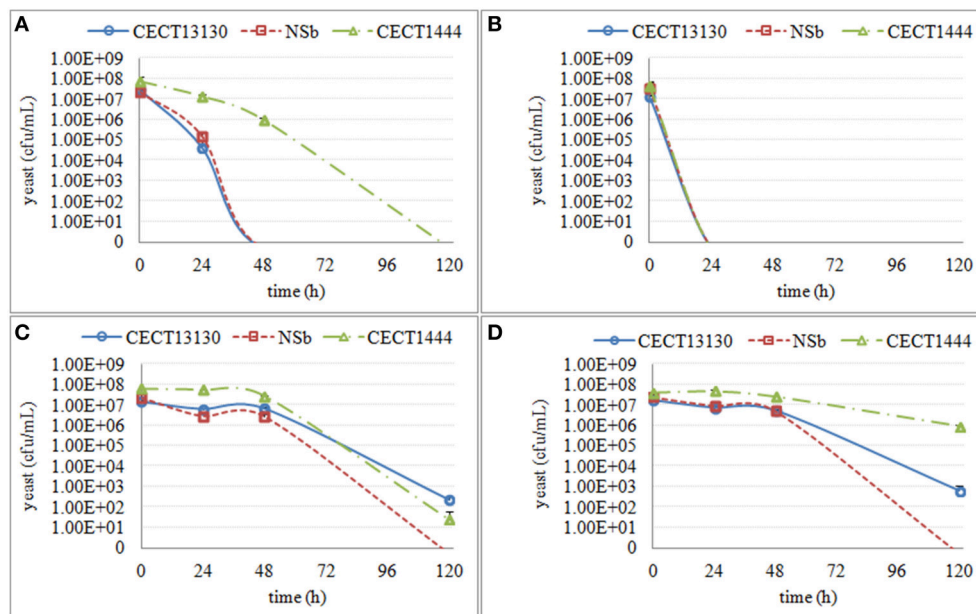 A
CECT13130 NSb CECT1444
1.00E+09
1.00E+08
1.00E+07
1.00E+06
1.00E+05
1.00E+04
1.00E+03
1.00E+02
1.00E+01
0
yeast (cfu/mL)
0 24 48 72 96 120
time (h)
B
CECT13130 NSb CECT1444
1.00E+09
1.00E+08
1.00E+07
1.00E+06
1.00E+05
1.00E+04
1.00E+03
1.00E+02
1.00E+01
0
yeast (cfu/mL)
0 24 48 72 96 120
time (h)
C
CECT13130 NSb CECT1444
1.00E+09
1.00E+08
1.00E+07
1.00E+06
1.00E+05
1.00E+04
1.00E+03
1.00E+02
1.00E+01
0
yeast (cfu/mL)
0 24 48 72 96 120
time (h)
D
CECT13130 NSb CECT1444
1.00E+09
1.00E+08
1.00E+07
1.00E+06
1.00E+05
1.00E+04
1.00E+03
1.00E+02
1.00E+01
0
yeast (cfu/mL)
0 24 48 72 96 120
time (h)